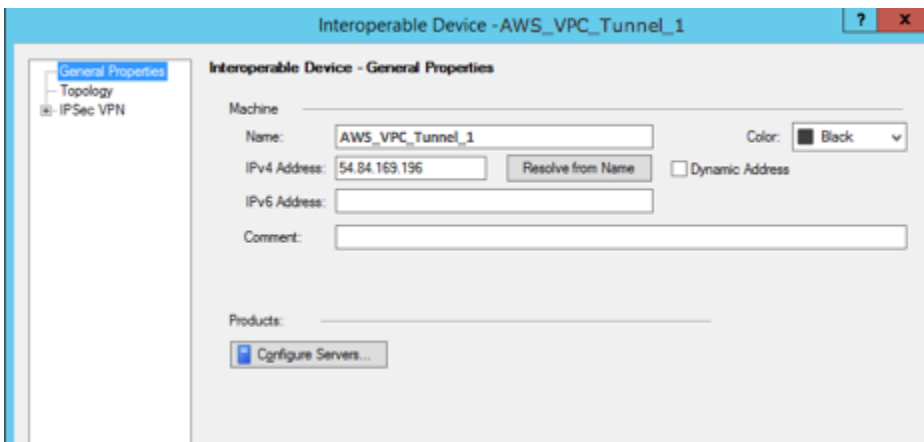 Interoperable Device -AWS_VPC_Tunnel_1
? x
General Properties
Topology
IPSec VPN
Interoperable Device - General Properties
Machine
Name: AWS_VPC_Tunnel_1 Color: Black
IPv4 Address: 54.84.169.196 Resolve from Name Dynamic Address
IPv6 Address:
Comment:
Products:
Configure Servers...